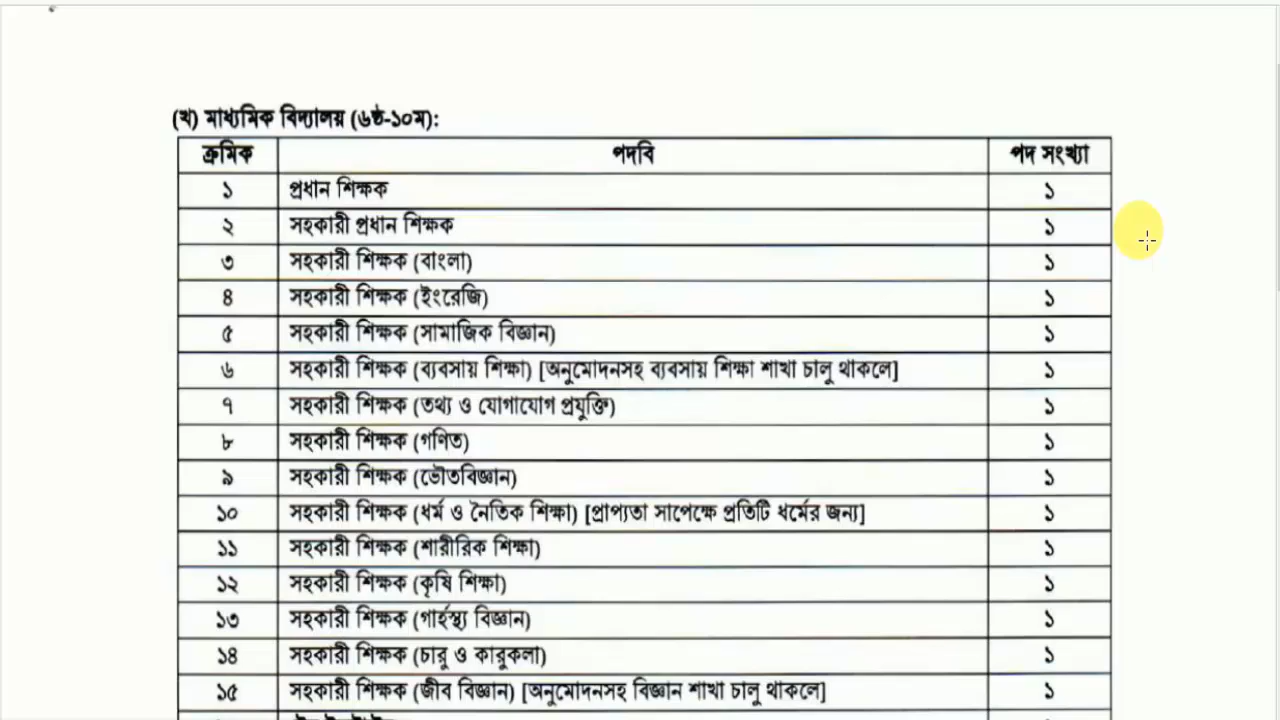 (খ) মাধ্যমিক বিদ্যালয় (৬ষ্ঠ-১০ম):
ক্রমিক পদবি পদ সংখ্যা
১ প্রধান শিক্ষক ১
২ সহকারী প্রধান শিক্ষক ১
৩ সহকারী শিক্ষক (বাংলা) ১
৪ সহকারী শিক্ষক (ইংরেজি) ১
৫ সহকারী শিক্ষক (সামাজিক বিজ্ঞান) ১
৬ সহকারী শিক্ষক (ব্যবসায় শিক্ষা) [অনুমোদনসহ ব্যবসায় শিক্ষা শাখা চালু থাকলে] ১
৭ সহকারী শিক্ষক (তথ্য ও যোগাযোগ প্রযুক্তি) ১
৮ সহকারী শিক্ষক (গণিত) ১
৯ সহকারী শিক্ষক (ভৌতবিজ্ঞান) ১
১০ সহকারী শিক্ষক (ধর্ম ও নৈতিক শিক্ষা) [প্রাপ্যতা সাপেক্ষে প্রতিটি ধর্মের জন্য] ১
১১ সহকারী শিক্ষক (শারীরিক শিক্ষা) ১
১২ সহকারী শিক্ষক (কৃষি শিক্ষা) ১
১৩ সহকারী শিক্ষক (গার্হস্থ্য বিজ্ঞান) ১
১৪ সহকারী শিক্ষক (চারু ও কারুকলা) ১
১৫ সহকারী শিক্ষক (জীব বিজ্ঞান) [অনুমোদনসহ বিজ্ঞান শাখা চালু থাকলে] ১